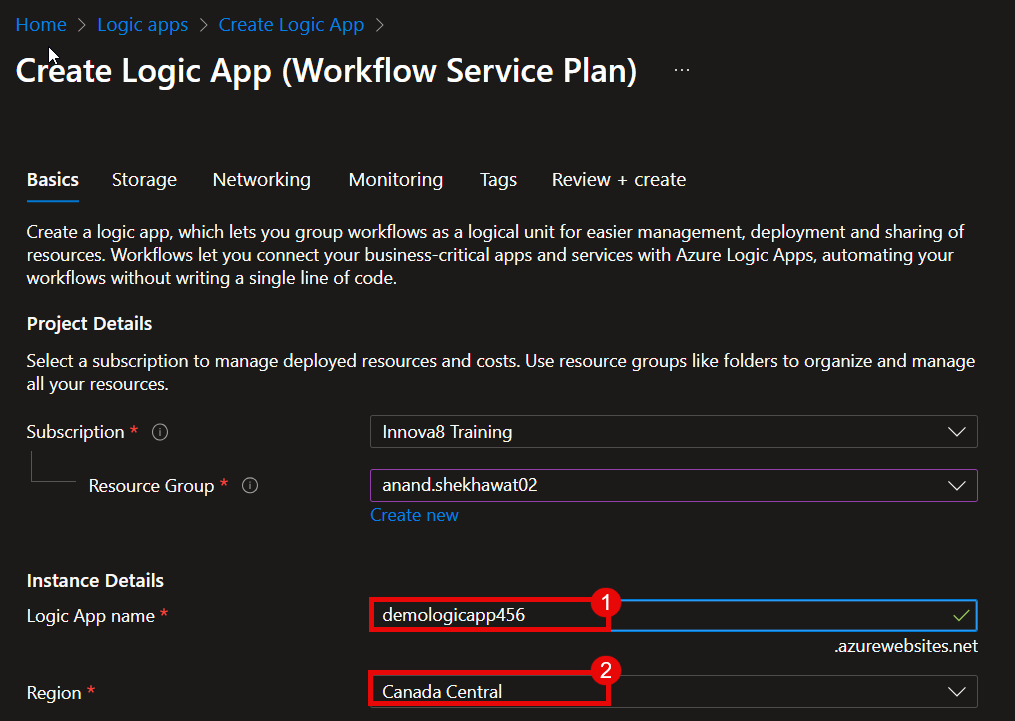 Home > Logic apps > Create Logic App >
Create Logic App (Workflow Service Plan) ...
Basics Storage Networking Monitoring Tags Review + create
Create a logic app, which lets you group workflows as a logical unit for easier management, deployment and sharing of
resources. Workflows let you connect your business-critical apps and services with Azure Logic Apps, automating your
workflows without writing a single line of code.
Project Details
Select a subscription to manage deployed resources and costs. Use resource groups like folders to organize and manage
all your resources.
Subscription * Innova8 Training
Resource Group * anand.shekhawat02
Create new
Instance Details
Logic App name * demologicapp456 1
.azurewebsites.net
Region * Canada Central 2